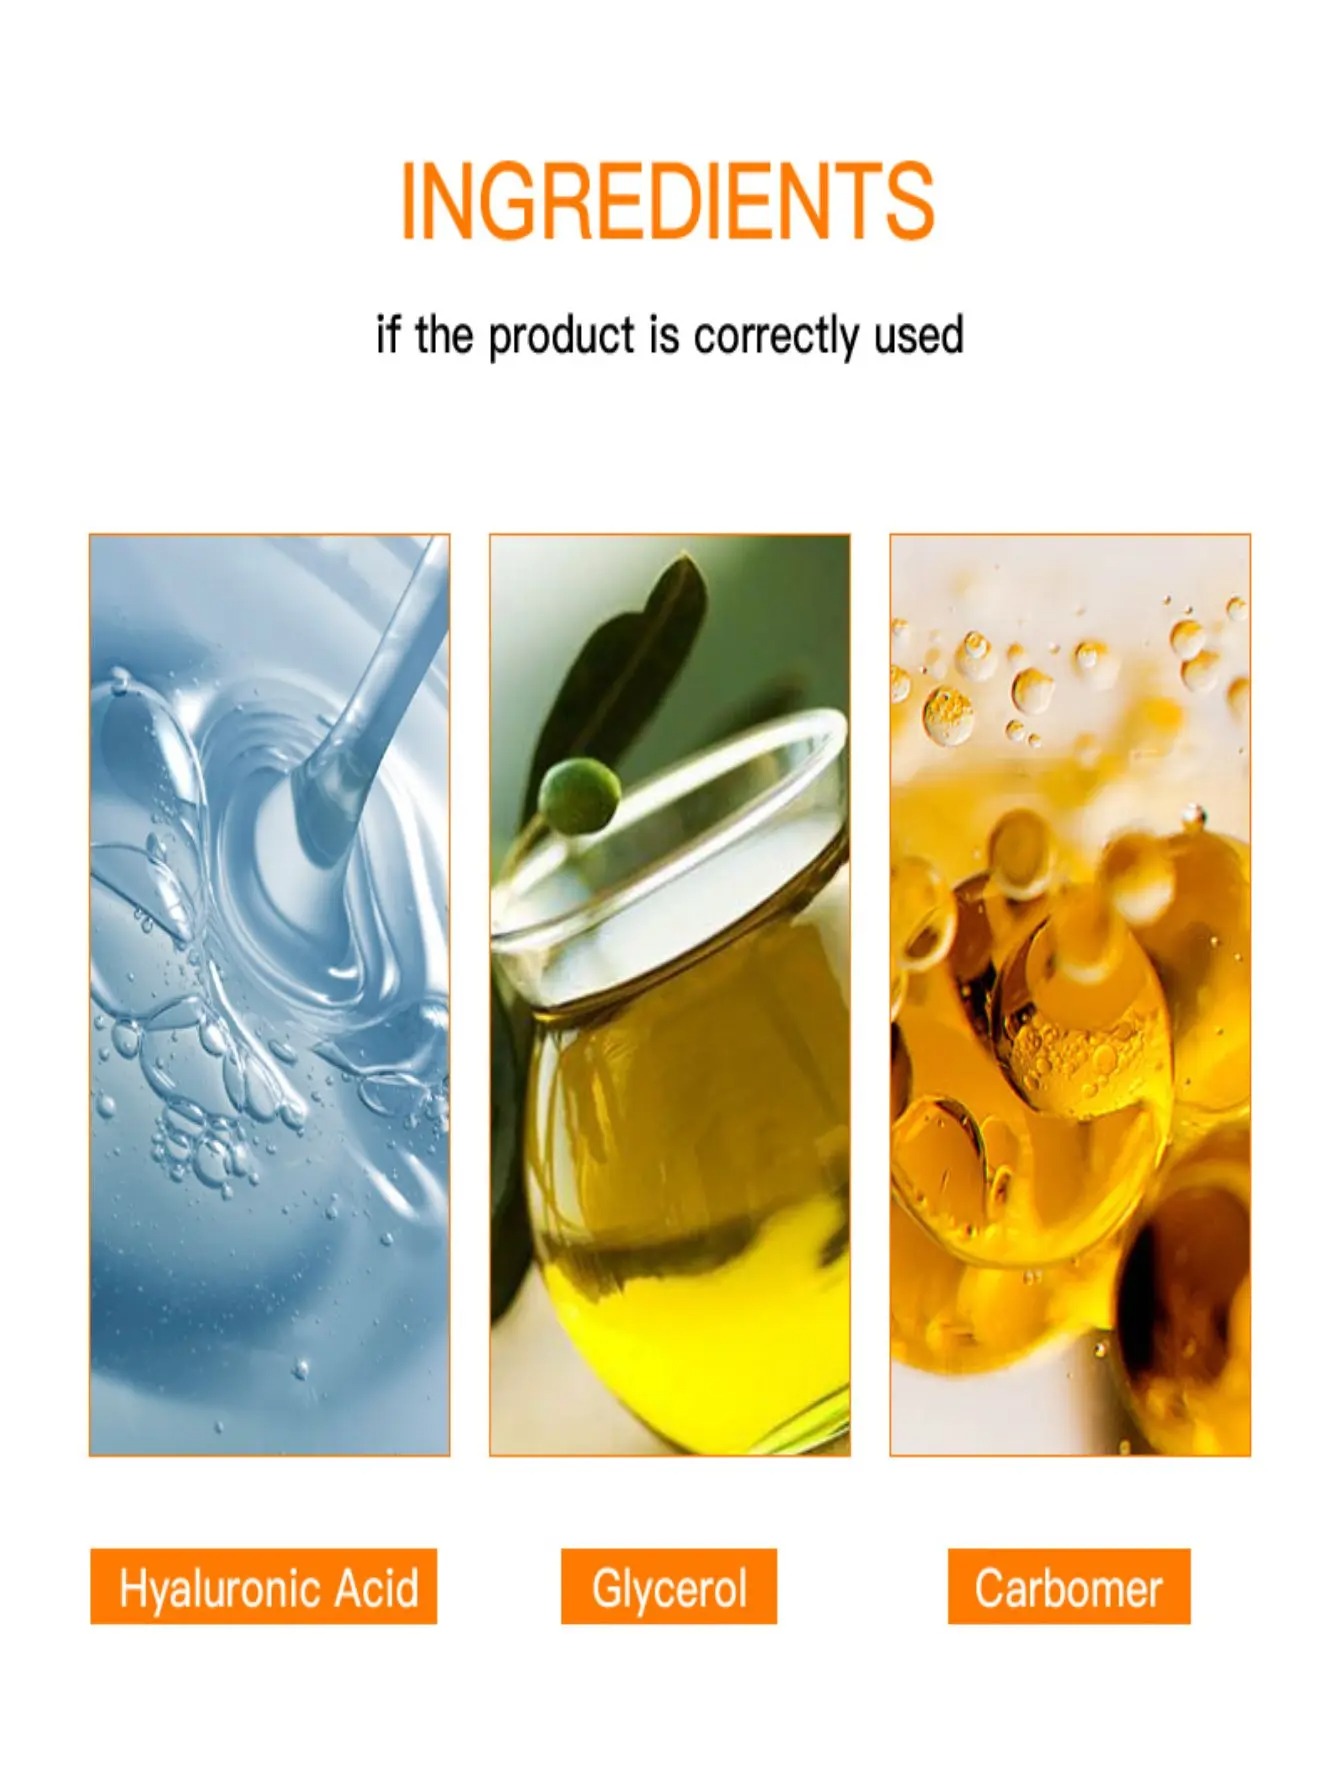 INGREDIENTS
if the product is correctly used
Hyaluronic Acid
Glycerol
Carbomer